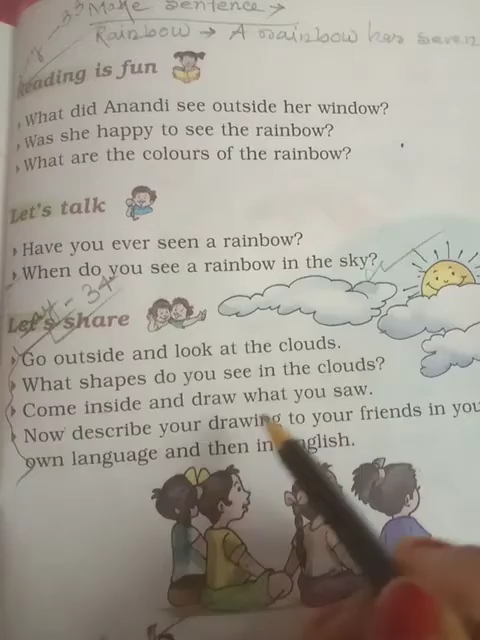 33 Make sentence →
Rainbow → A rainbow has seven
Reading is fun
What did Anandi see outside her window?
Was she happy to see the rainbow?
What are the colours of the rainbow?
Let's talk
Have you ever seen a rainbow?
When do you see a rainbow in the sky?
34
Let's share
Go outside and look at the clouds.
What shapes do you see in the clouds?
Come inside and draw what you saw.
Now describe your drawing to your friends in you
own language and then in English.